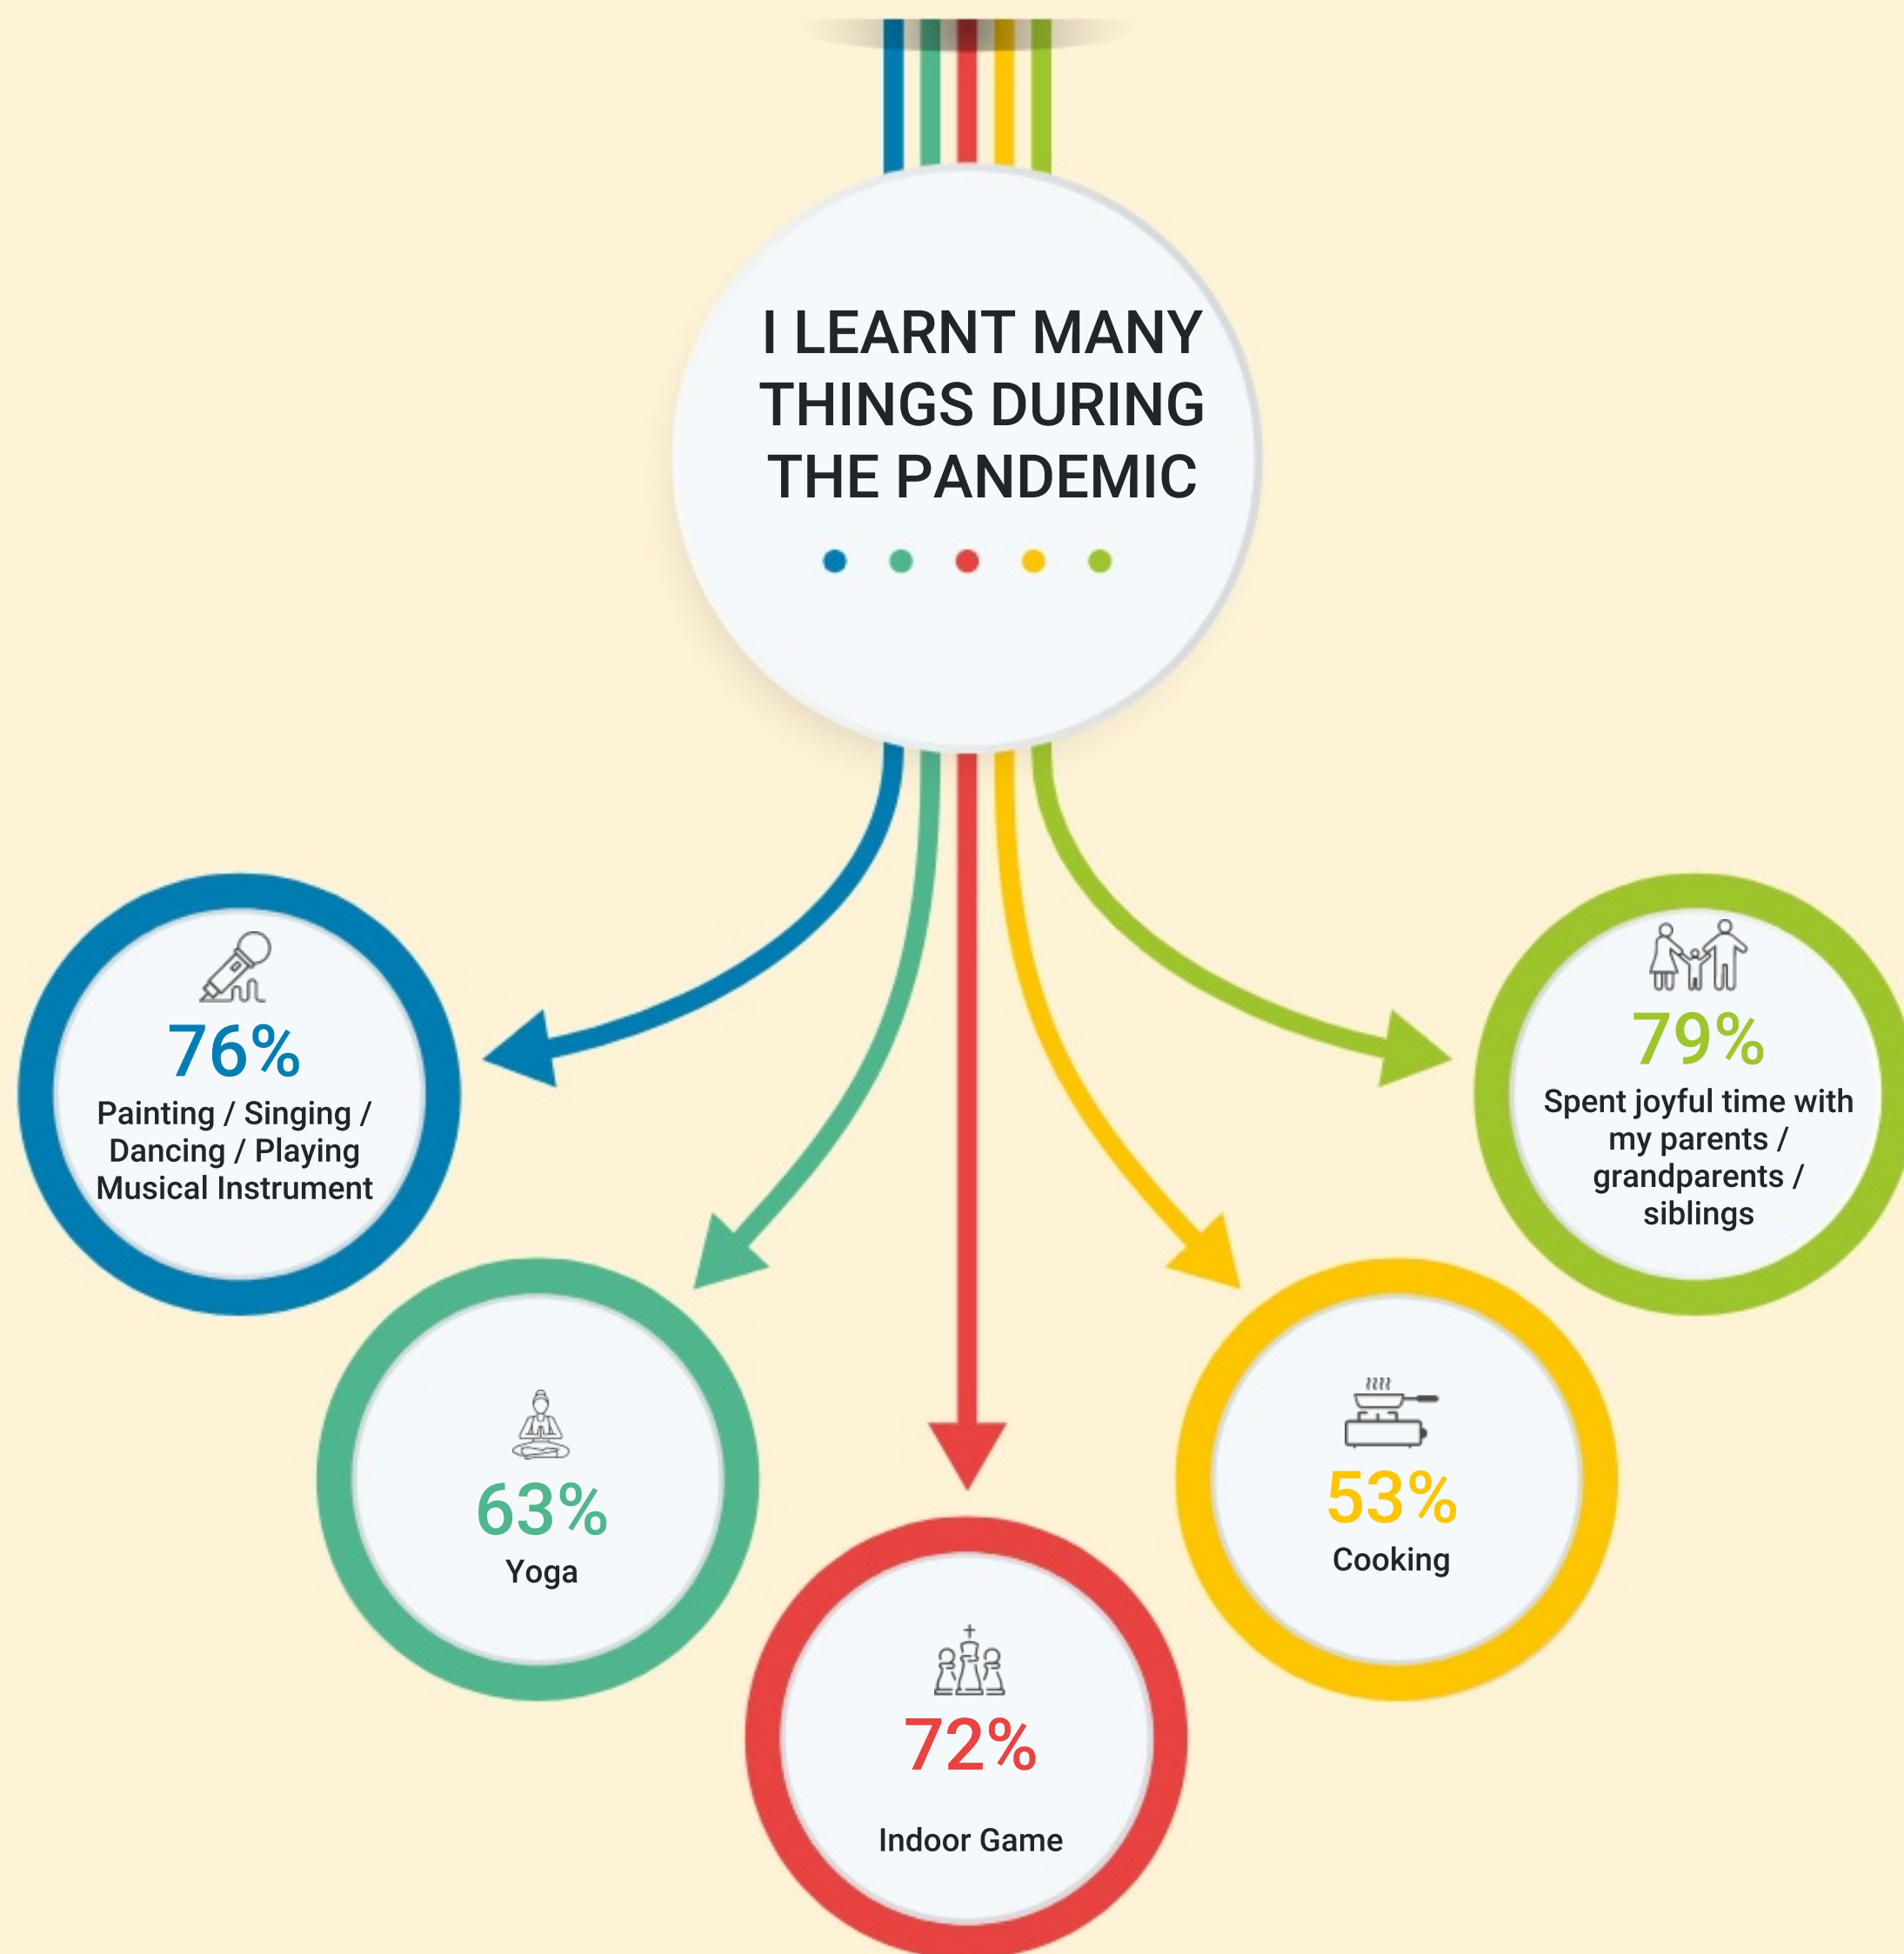 I LEARNT MANY
THINGS DURING
THE PANDEMIC
76%
Painting / Singing /
Dancing / Playing
Musical Instrument
63%
Yoga
72%
Indoor Game
53%
Cooking
79%
Spent joyful time with
my parents /
grandparents /
siblings